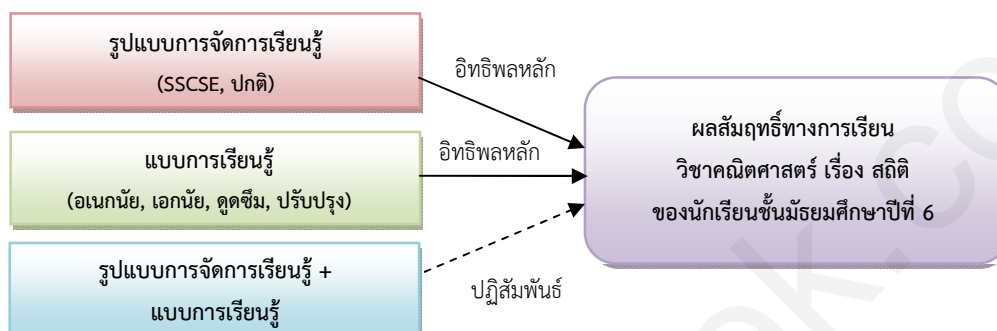 รูปแบบการจัดการเรียนรู้
(SSCSE, ปกติ)
อิทธิพลหลัก
แบบการเรียนรู้
(อเนกนัย, เอกนัย, ดูดซึม, ปรับปรุง)
อิทธิพลหลัก
รูปแบบการจัดการเรียนรู้ +
แบบการเรียนรู้
ปฏิสัมพันธ์
ผลสัมฤทธิ์ทางการเรียน
วิชาคณิตศาสตร์ เรื่อง สถิติ
ของนักเรียนชั้นมัธยมศึกษาปีที่ 6